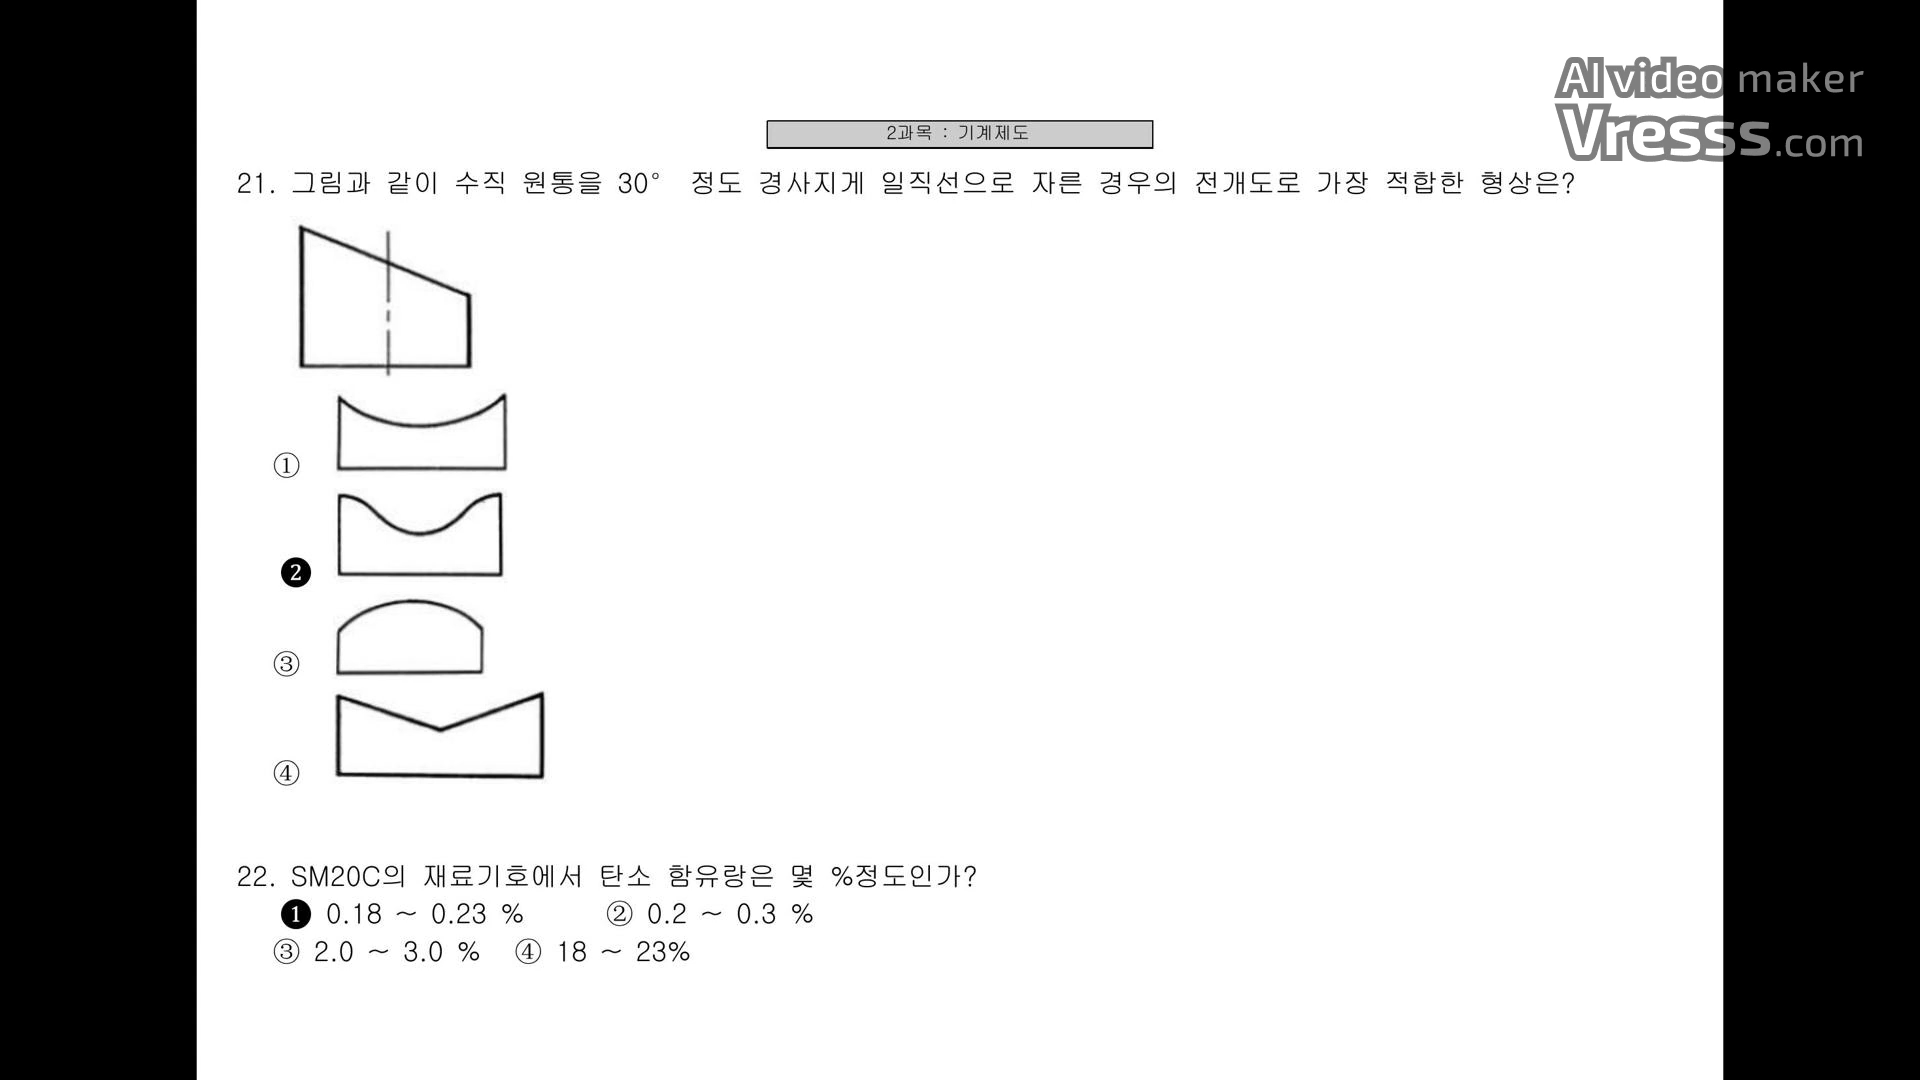 AI video maker
Vresss.com
2과목 : 기계제도
21. 그림과 같이 수직 원통을 30° 정도 경사지게 일직선으로 자른 경우의 전개도로 가장 적합한 형상은?
①
❷
③
④
22. SM20C의 재료기호에서 탄소 함유량은 몇 %정도인가?
❶ 0.18 ~ 0.23 % ② 0.2 ~ 0.3 %
③ 2.0 ~ 3.0 % ④ 18 ~ 23%